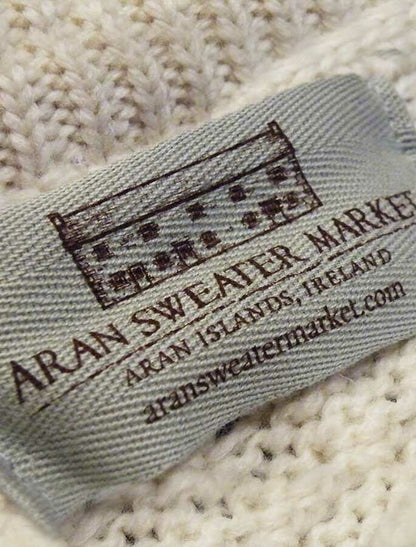 ARAN SWEATER MARKET
ARAN ISLANDS, IRELAND
aransweatermarket.com